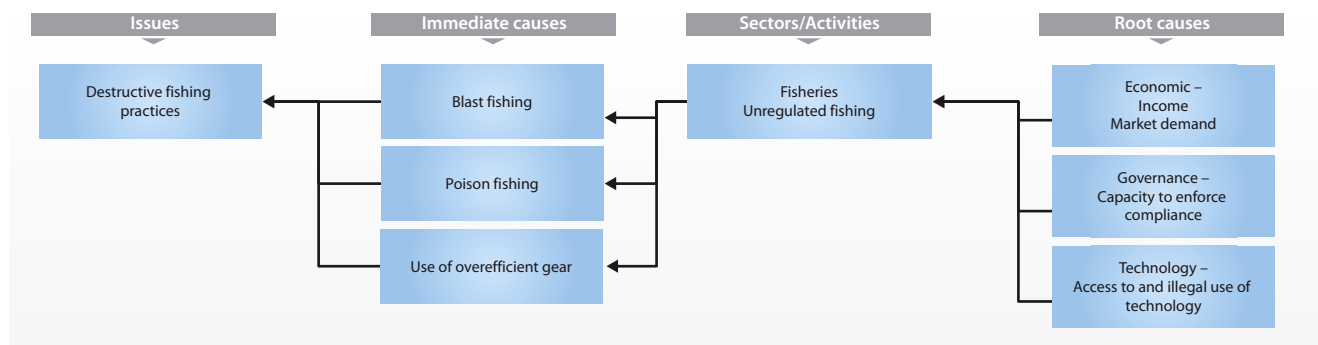 Issues
Immediate causes
Sectors/Activities
Root causes
Destructive fishing
practices
Blast fishing
Poison fishing
Use of overefficient gear
Fisheries
Unregulated fishing
Economic –
Income
Market demand
Governance –
Capacity to enforce
compliance
Technology –
Access to and illegal use of
technology